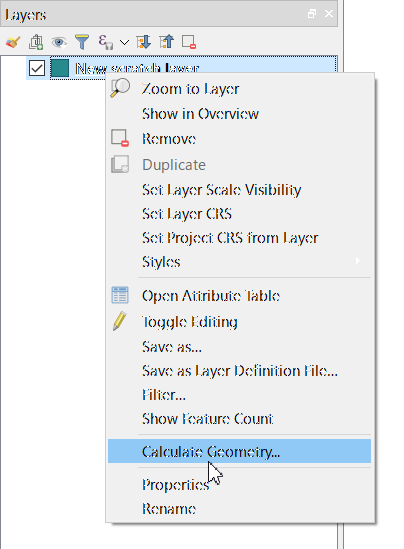 Layers
New scratch layer
Zoom to Layer
Show in Overview
Remove
Duplicate
Set Layer Scale Visibility
Set Layer CRS
Set Project CRS from Layer
Styles
Open Attribute Table
Toggle Editing
Save as...
Save as Layer Definition File...
Filter...
Show Feature Count
Calculate Geometry...
Properties
Rename